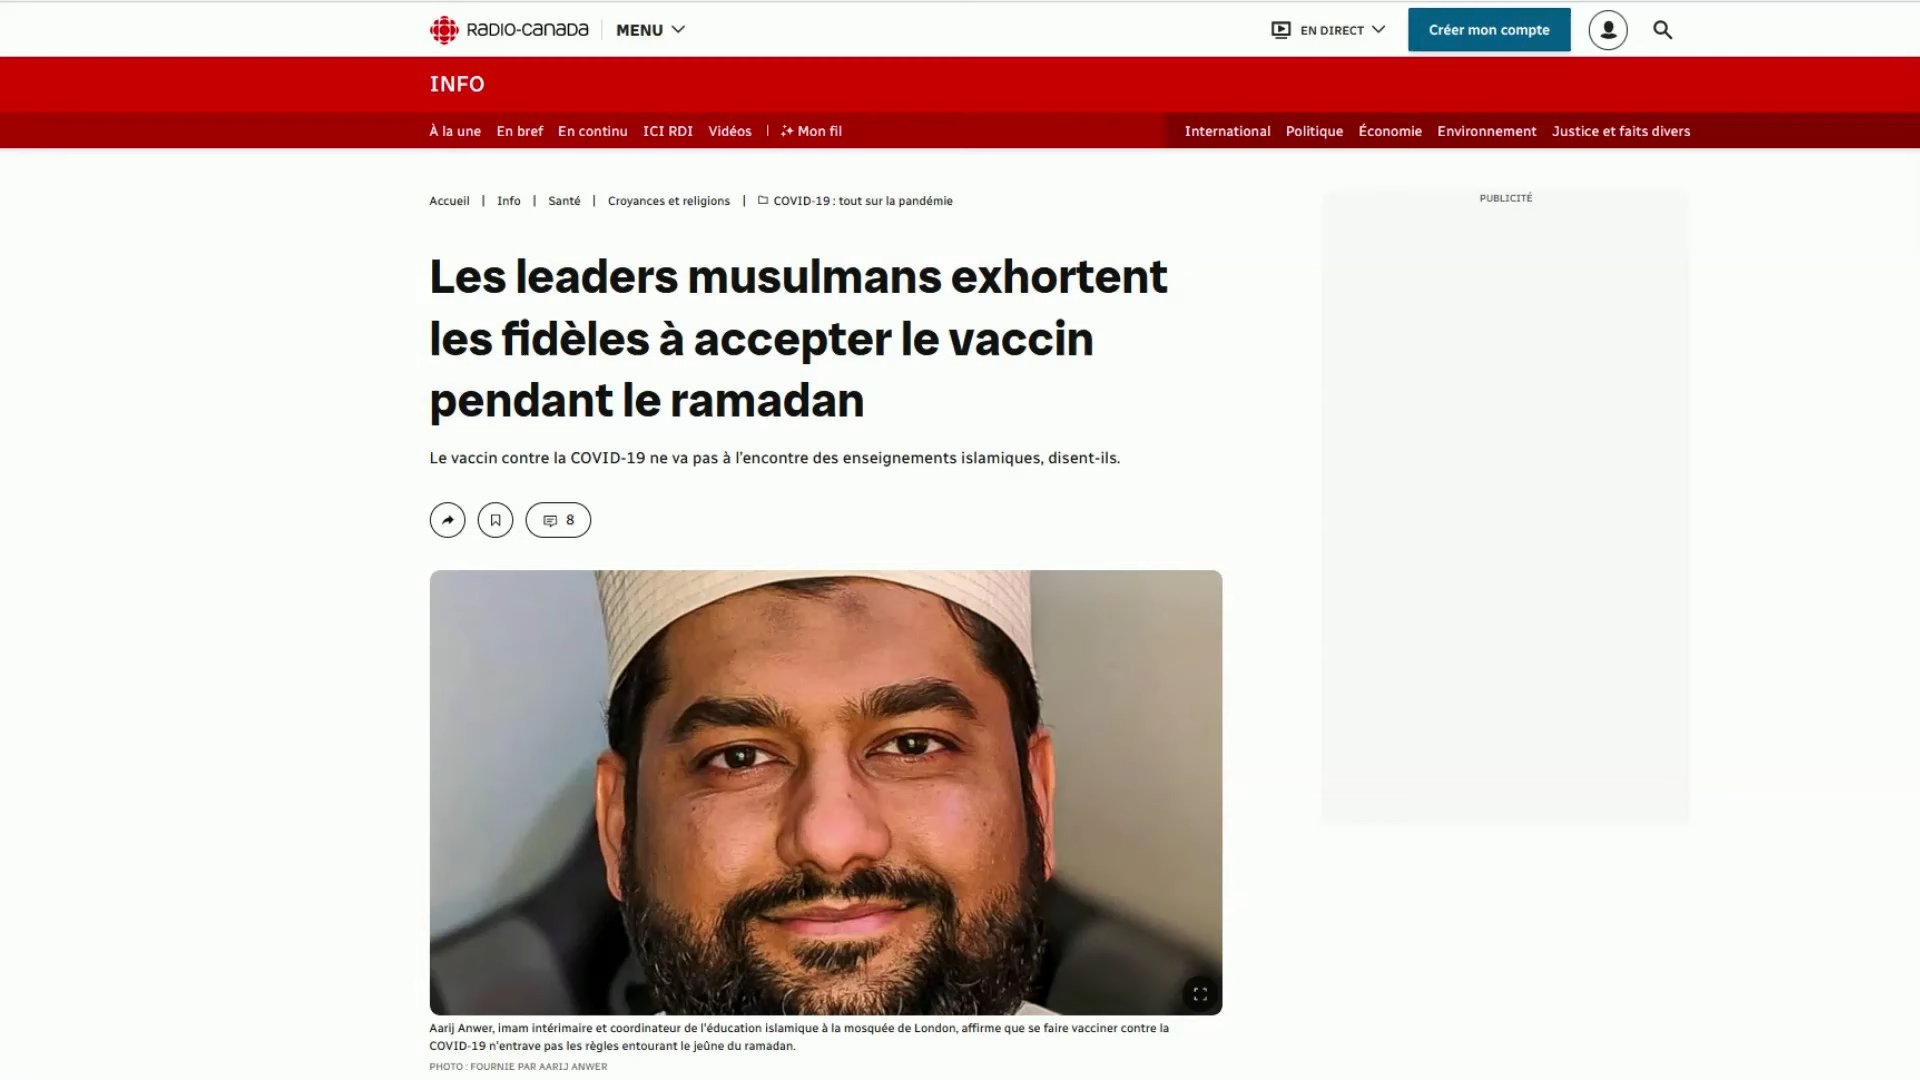 RADIO-CANADA
MENU
EN DIRECT
Créer mon compte
INFO
À la une
En bref
En continu
ICI RDI
Vidéos
Mon fil
International
Politique
Économie
Environnement
Justice et faits divers
Accueil | Info | Santé | Croyances et religions | COVID-19 : tout sur la pandémie
PUBLICITÉ
Les leaders musulmans exhortent
les fidèles à accepter le vaccin
pendant le ramadan
Le vaccin contre la COVID-19 ne va pas à l'encontre des enseignements islamiques, disent-ils.
8
Aarij Anwer, imam intérimaire et coordinateur de l'éducation islamique à la mosquée de London, affirme que se faire vacciner contre la
COVID-19 n'entrave pas les règles entourant le jeûne du ramadan.
PHOTO : FOURNIE PAR AARIJ ANWER